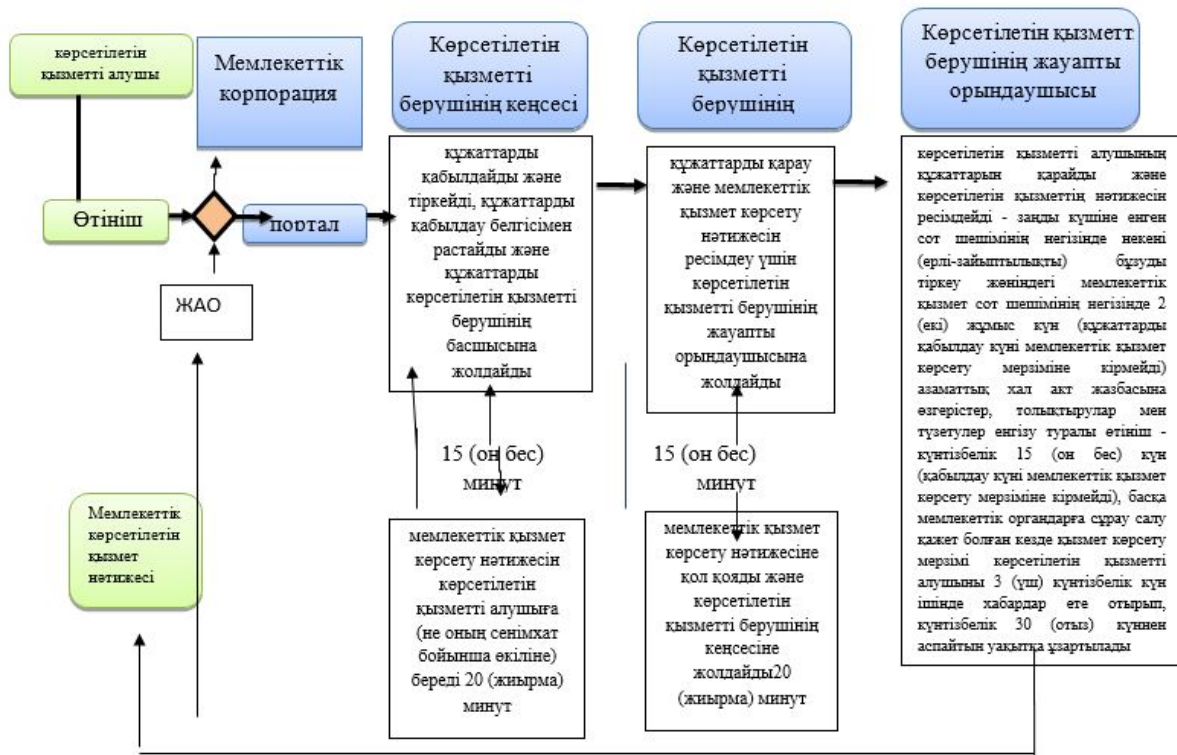 көрсетілетін
қызметті алушы
Мемлекеттік
корпорация
Көрсетілетін
қызметті
берушінің кеңсесі
Көрсетілетін
қызметті
берушінің
Көрсетілетін қызметт
берушінің жауапты
орындаушысы
Өтініш
портал
ЖАО
құжаттарды
қабылдайды және
тіркейді, құжаттарды
қабылдау белгісімен
растайды және
құжаттарды
көрсетілетін қызметті
берушінің
басшысына
жолдайды
құжаттарды қарау
және мемлекеттік
қызмет көрсету
нәтижесін
ресімдеу үшін
көрсетілетін
қызметті берушінің
жауапты
орындаушысына
жолдайды
көрсетілетін қызметті алушының
құжаттарын қарайды және
көрсетілетін қызметтің нәтижесін
ресімдейді - заңды күшіне енген
сот шешімінің негізінде некені
(ерлі-зайыптылықты) бұзуды
тіркеу жөніндегі мемлекеттік
қызмет сот шешімінің негізінде 2
(екі) жұмыс күн (құжаттарды
қабылдау күні мемлекеттік қызмет
көрсету мерзіміне кірмейді)
азаматтық хал акт жазбасына
өзгерістер, толықтырулар мен
түзетулер енгізу туралы өтініш -
күнтізбелік 15 (он бес) күн
(қабылдау күні мемлекеттік қызмет
көрсету мерзіміне кірмейді), басқа
мемлекеттік органдарға сұрау салу
қажет болған кезде қызмет көрсету
мерзімі көрсетілетін қызметті
алушыны 3 (үш) күнтізбелік күн
ішінде хабардар ете отырып,
күнтізбелік 30 (отыз) күннен
аспайтын уақытқа ұзартылады
15 (он бес)
минут
15 (он бес)
минут
Мемлекеттік
көрсетілетін
қызмет
нәтижесі
мемлекеттік қызмет
көрсету нәтижесін
көрсетілетін
қызметті алушыға
(не оның сенімхат
бойынша өкіліне)
береді 20 (жиырма)
минут
мемлекеттік қызмет
көрсету нәтижесіне
қол қояды және
көрсетілетін
қызметті берушінің
кеңсесіне
жолдайды20
(жиырма) минут